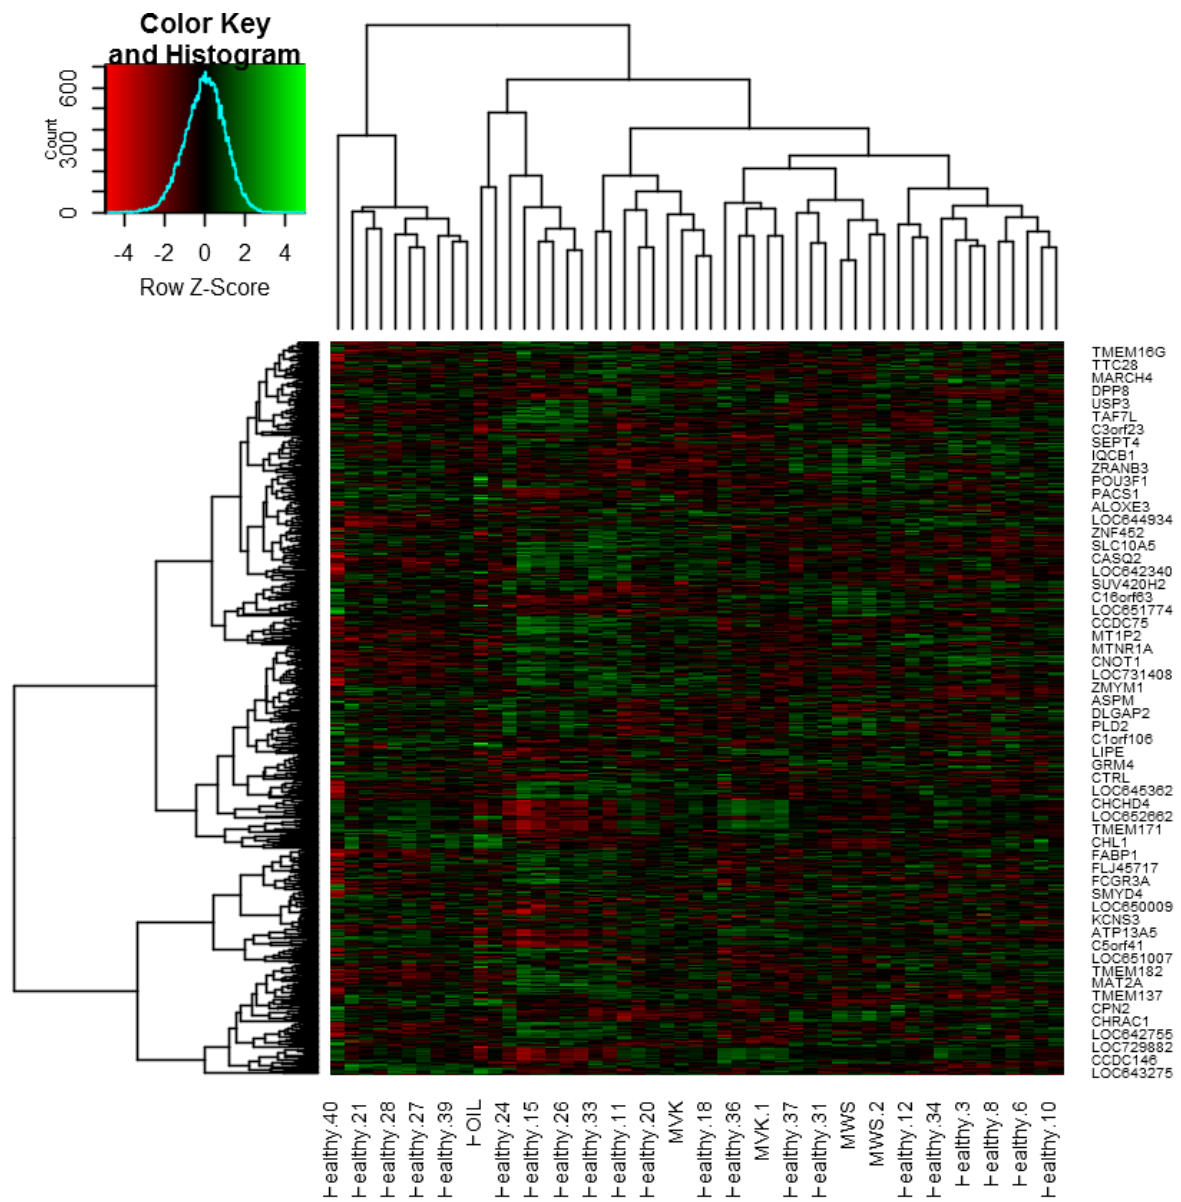 Color Key
and Histogram
Count
0 300 600
-4 -2 0 2 4
Row Z-Score
TMEM16G
TTC28
MARCH4
DPP8
USP3
TAF7L
C3orf23
SEPT4
IQCB1
ZRANB3
POU3F1
PACS1
ALOXE3
LOC644934
ZNF452
SLC10A5
CASQ2
LOC642340
SUV420H2
C16orf63
LOC651774
CCDC75
MT1P2
MTNR1A
CNOT1
LOC731408
ZMYM1
ASPM
DLGAP2
PLD2
C1orf106
LIPE
GRM4
CTRL
LOC645362
CHCHD4
LOC652662
TMEM171
CHL1
FABP1
FLJ45717
FCGR3A
SMYD4
LOC650009
KCNS3
ATP13A5
C5orf41
LOC651007
TMEM182
MAT2A
TMEM137
CPN2
CHRAC1
LOC642755
LOC729882
CCDC146
LOC643275
Healthy.40
Healthy.21
Healthy.28
Healthy.27
Healthy.39
HOIL
Healthy.24
Healthy.15
Healthy.26
Healthy.33
Healthy.11
Healthy.20
MVK
Healthy.18
Healthy.36
MVK.1
Healthy.37
Healthy.31
MWS
MWS.2
Healthy.12
Healthy.34
Healthy.3
Healthy.8
Healthy.6
Healthy.10